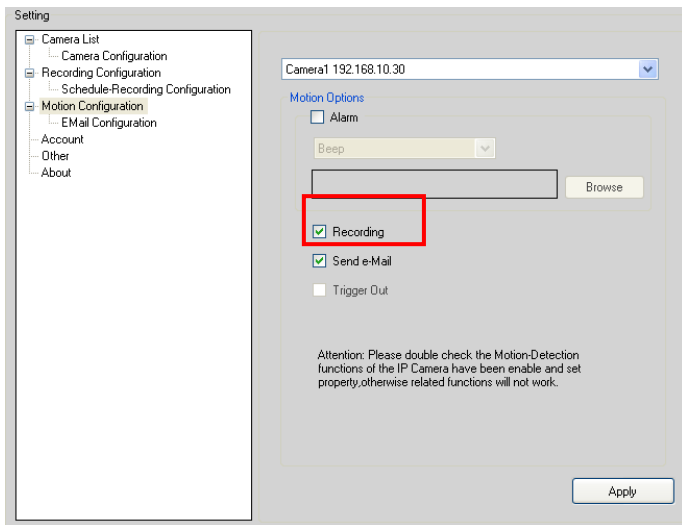 Setting
Camera List
Camera Configuration
Recording Configuration
Schedule-Recording Configuration
Motion Configuration
EMail Configuration
Account
Other
About
Camera1 192.168.10.30
Motion Options
Alarm
Beep
Browse
Recording
Send e-Mail
Trigger Out
Attention: Please double check the Motion-Detection
functions of the IP Camera have been enable and set
property,otherwise related functions will not work.
Apply